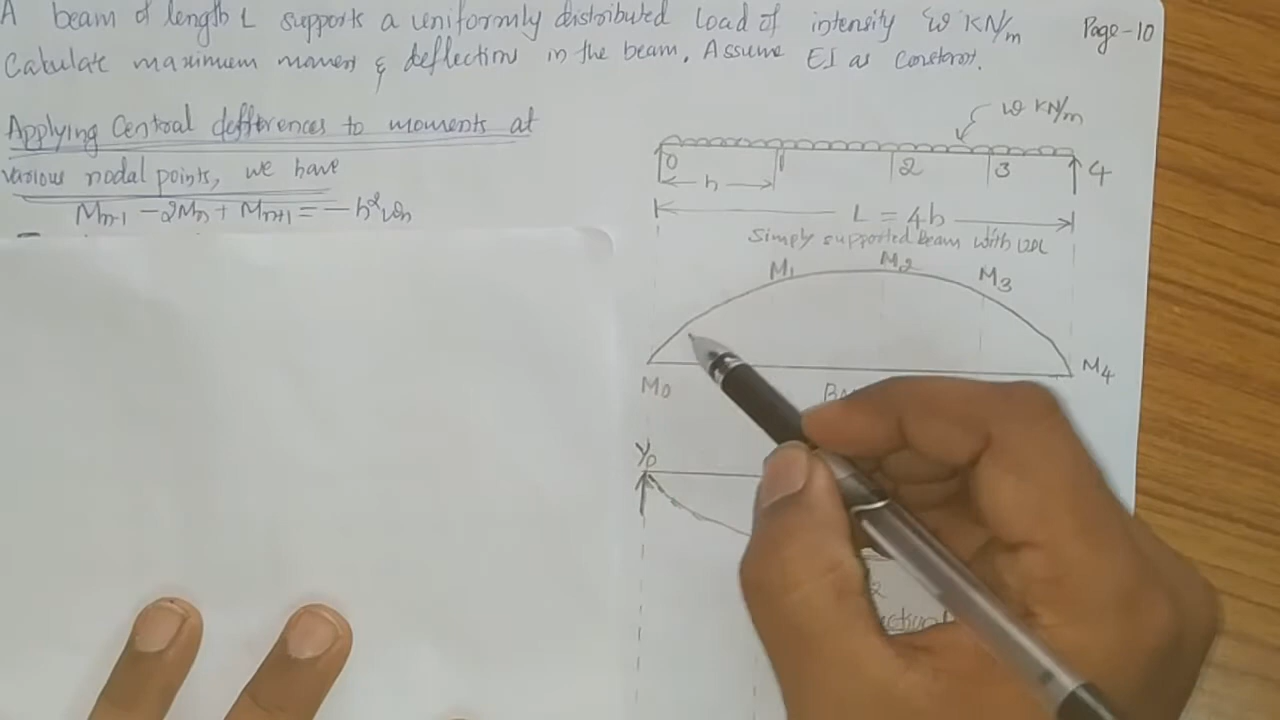 A beam of length L supports a uniformly distributed Load of intensity 'w' KN/m
Calculate maximum moment & deflection in the beam. Assume EI as constant.
Page-10
Applying Central defferences to moments at
various nodal points, we have
Mn-1 - 2Mn + Mn+1 = -h²wn
w KN/m
0 1 2 3 4
h
L = 4h
Simply supported beam with UDL
M1 M2 M3
M0 M4
Y0
2